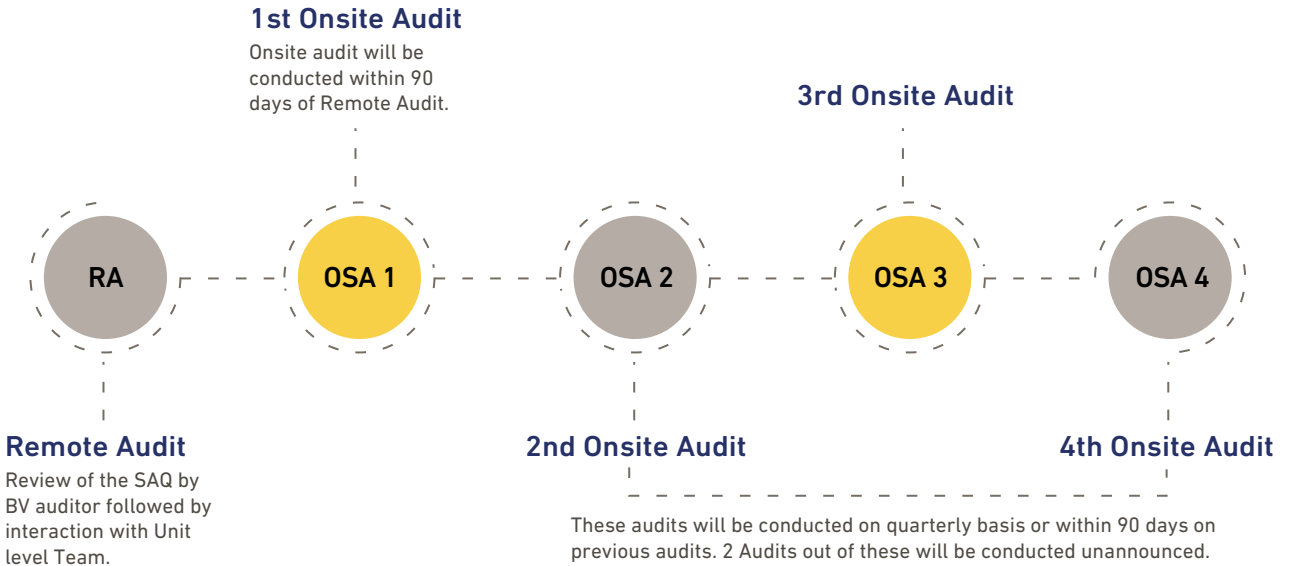 1st Onsite Audit
Onsite audit will be
conducted within 90
days of Remote Audit.
3rd Onsite Audit
RA
OSA 1
OSA 2
OSA 3
OSA 4
Remote Audit
Review of the SAQ by
BV auditor followed by
interaction with Unit
level Team.
2nd Onsite Audit
4th Onsite Audit
These audits will be conducted on quarterly basis or within 90 days on
previous audits. 2 Audits out of these will be conducted unannounced.